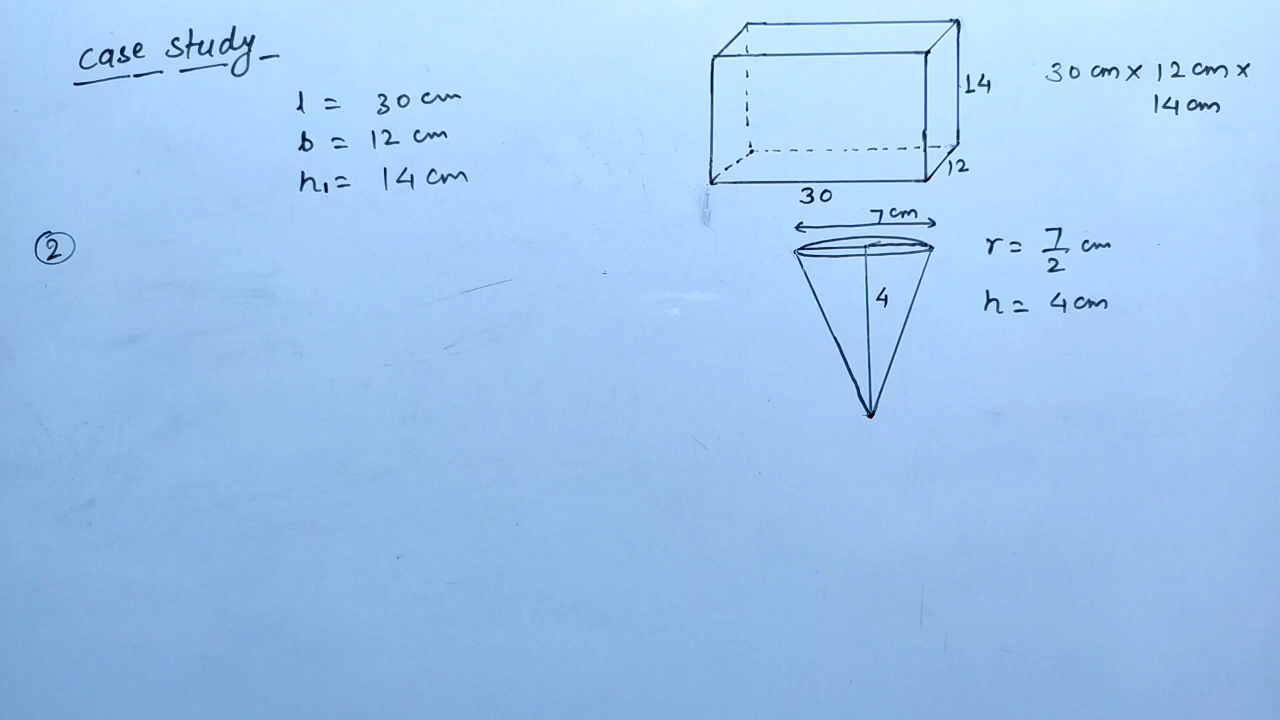 case study -
l = 30 cm
b = 12 cm
h₁ = 14 cm
14
12
30
30 cm × 12 cm ×
14 cm
②
7 cm
4
r = 7/2 cm
h = 4 cm